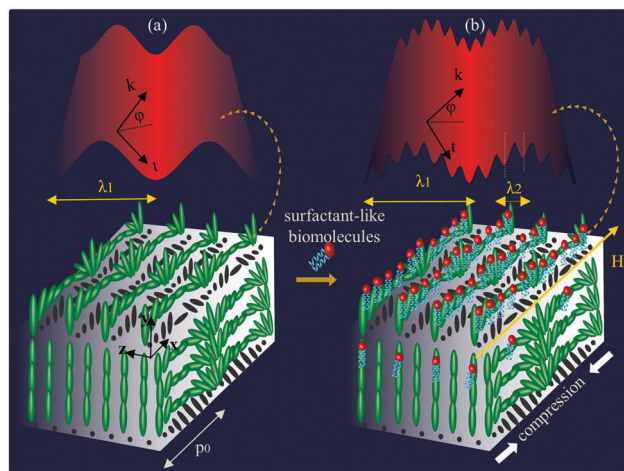 (a)
k
φ
t
λ1
y
z
x
p0
surfactant-like
biomolecules
(b)
k
φ
t
λ1
λ2
H
compression